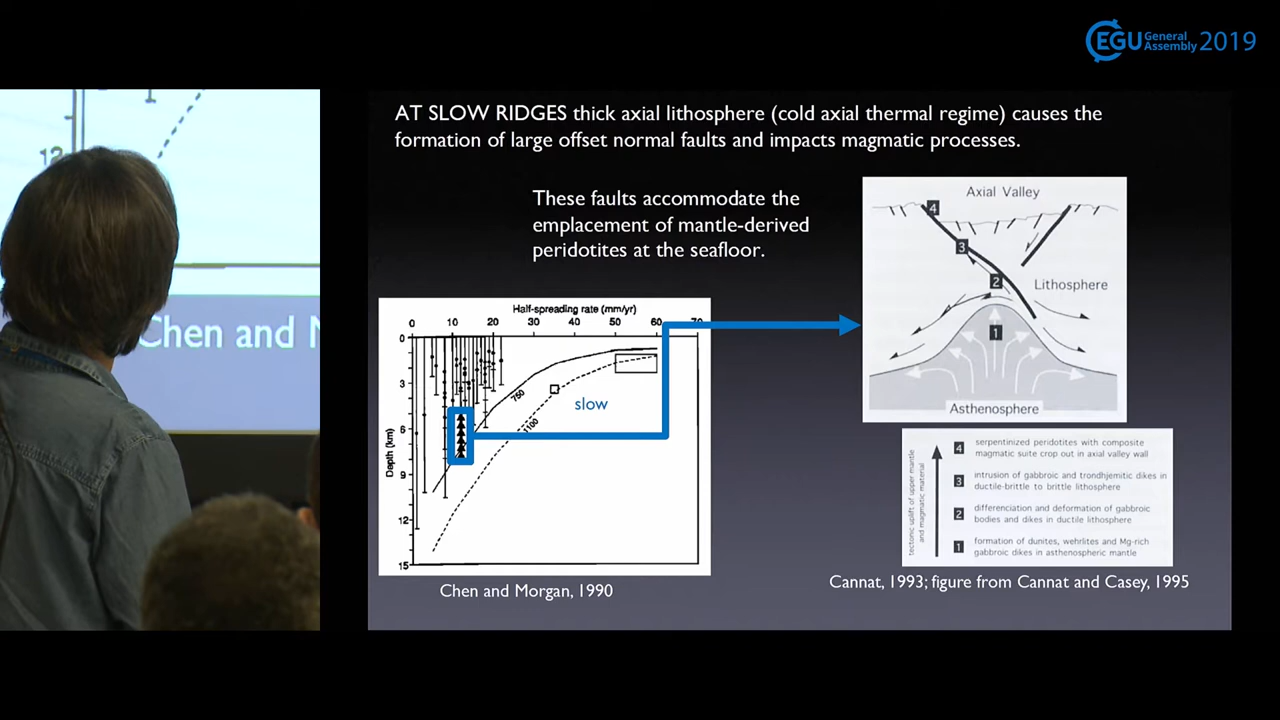 EGU General Assembly 2019
AT SLOW RIDGES thick axial lithosphere (cold axial thermal regime) causes the
formation of large offset normal faults and impacts magmatic processes.
These faults accommodate the
emplacement of mantle-derived
peridotites at the seafloor.
Axial Valley
4
3
2
Lithosphere
1
Asthenosphere
Half-spreading rate (mm/yr)
0 10 20 30 40 50 60 70
0
3
6
9
12
15
Depth (km)
750
1100
slow
Chen and Morgan, 1990
tectonic uplift of upper mantle
and magmatic material
4 serpentinized peridotites with composite
magmatic suite crop out in axial valley wall
3 intrusion of gabbroic and trondhjemitic dikes in
ductile-brittle to brittle lithosphere
2 differenciation and deformation of gabbroic
bodies and dikes in ductile lithosphere
1 formation of dunites, wehrlites and Mg-rich
gabbroic dikes in asthenospheric mantle
Cannat, 1993; figure from Cannat and Casey, 1995
12
Chen and M